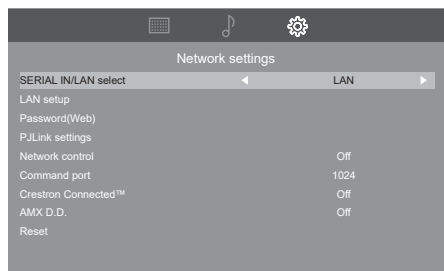 Network settings
SERIAL IN/LAN select LAN
LAN setup
Password(Web)
PJLink settings
Network control Off
Command port 1024
Crestron Connected™ Off
AMX D.D. Off
Reset